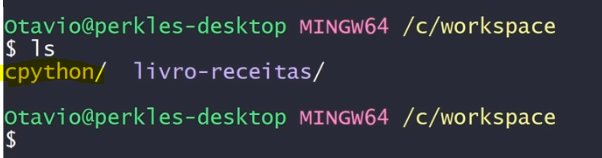 Otavio@perkles-desktop MINGW64 /c/workspace
$ ls
cpython/  livro-receitas/
Otavio@perkles-desktop MINGW64 /c/workspace
$